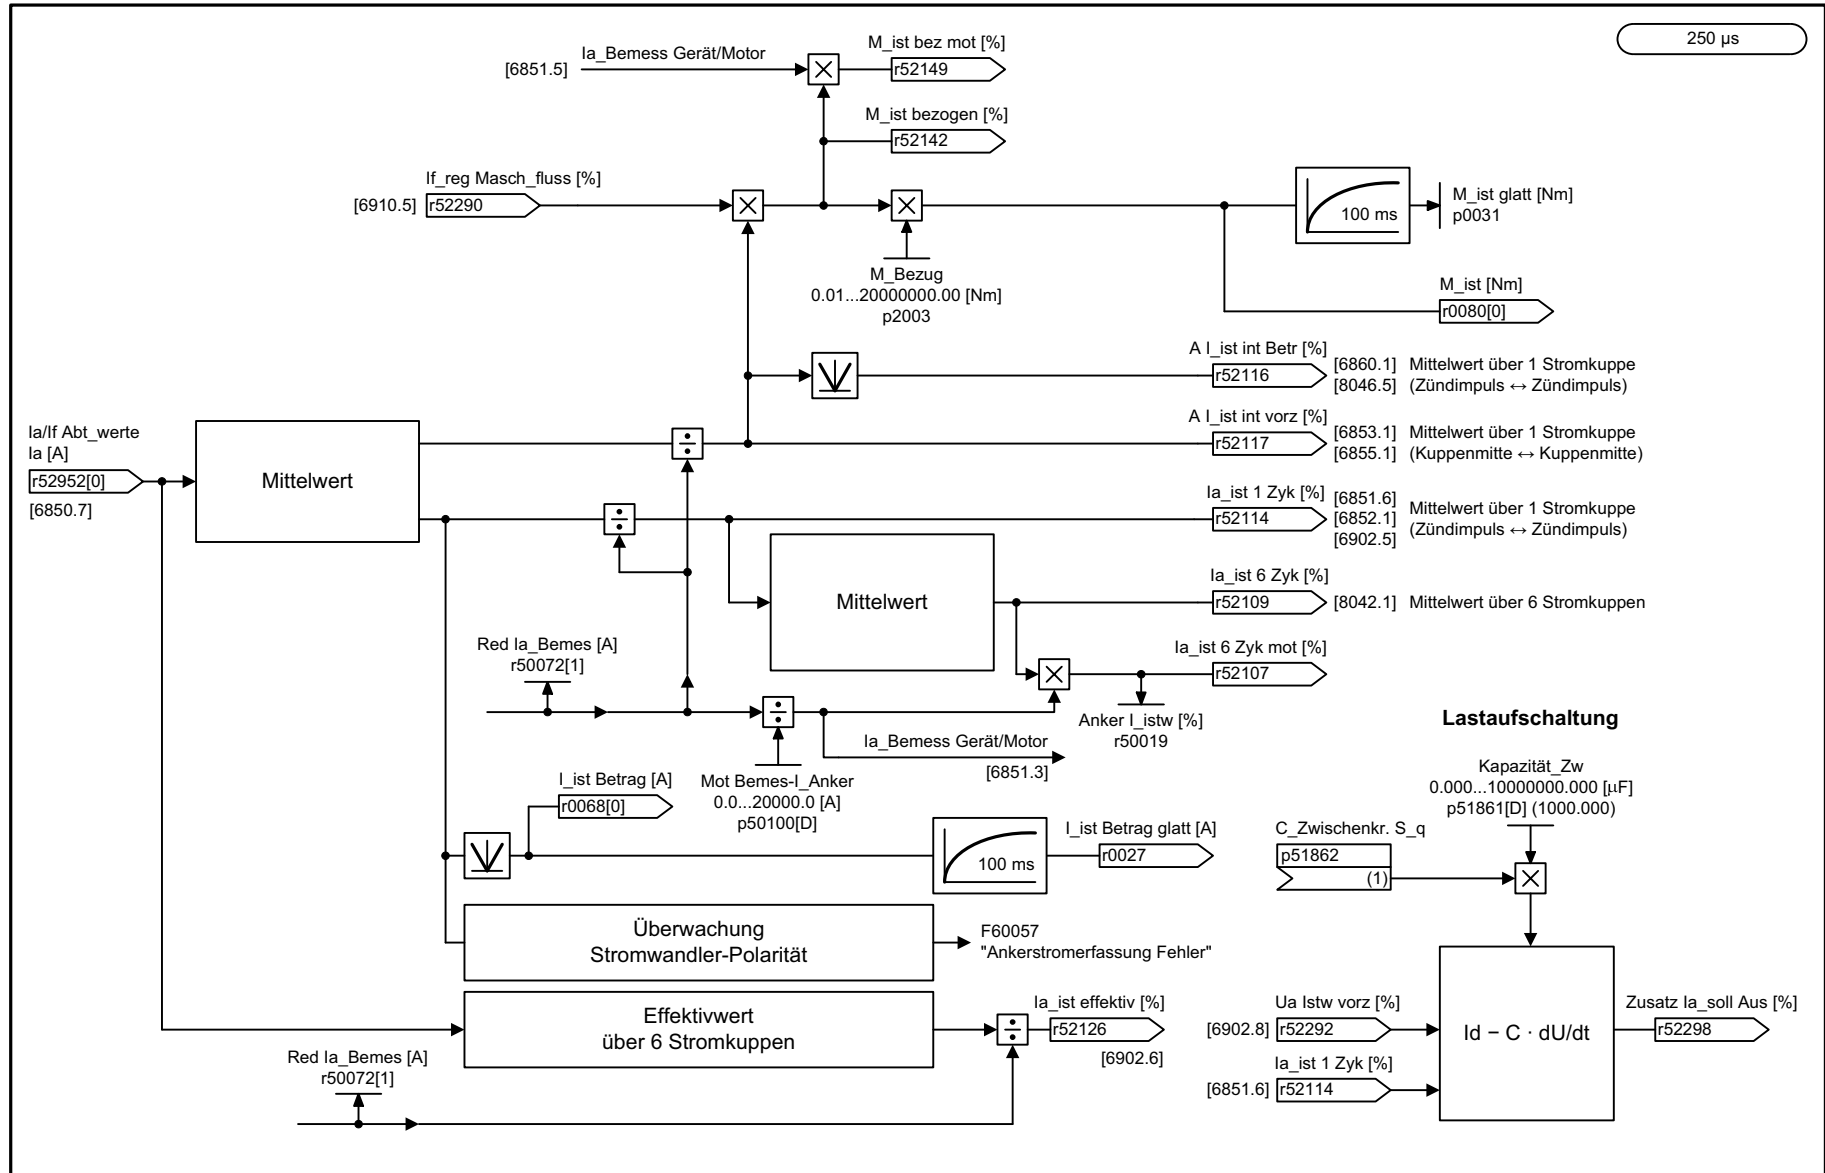 250 µs
Ia_Bemess Gerät/Motor
[6851.5]
M_ist bez mot [%]
r52149
M_ist bezogen [%]
r52142
If_reg Masch_fluss [%]
[6910.5]
r52290
M_Bezug
0.01...20000000.00 [Nm]
p2003
100 ms
M_ist glatt [Nm]
p0031
M_ist [Nm]
r0080[0]
A I_ist int Betr [%]
r52116
[6860.1]
[8046.5]
Mittelwert über 1 Stromkuppe
(Zündimpuls ↔ Zündimpuls)
A I_ist int vorz [%]
r52117
[6853.1]
[6855.1]
Mittelwert über 1 Stromkuppe
(Kuppenmitte ↔ Kuppenmitte)
Ia/If Abt_werte
Ia [A]
r52952[0]
[6850.7]
Mittelwert
Ia_ist 1 Zyk [%]
r52114
[6851.6]
[6852.1]
[6902.5]
Mittelwert über 1 Stromkuppe
(Zündimpuls ↔ Zündimpuls)
Mittelwert
Ia_ist 6 Zyk [%]
r52109
[8042.1]
Mittelwert über 6 Stromkuppen
Red Ia_Bemes [A]
r50072[1]
Ia_ist 6 Zyk mot [%]
r52107
Anker I_istw [%]
r50019
Ia_Bemess Gerät/Motor
[6851.3]
Mot Bemes-I_Anker
0.0...20000.0 [A]
p50100[D]
I_ist Betrag [A]
r0068[0]
100 ms
I_ist Betrag glatt [A]
r0027
Überwachung
Stromwandler-Polarität
F60057
"Ankerstromerfassung Fehler"
Effektivwert
über 6 Stromkuppen
Ia_ist effektiv [%]
r52126
[6902.6]
Red Ia_Bemes [A]
r50072[1]
Lastaufschaltung
Kapazität_Zw
0.000...10000000.000 [µF]
p51861[D] (1000.000)
C_Zwischenkr. S_q
p51862
(1)
Ua Istw vorz [%]
[6902.8]
r52292
Ia_ist 1 Zyk [%]
[6851.6]
r52114
Id − C · dU/dt
Zusatz Ia_soll Aus [%]
r52298